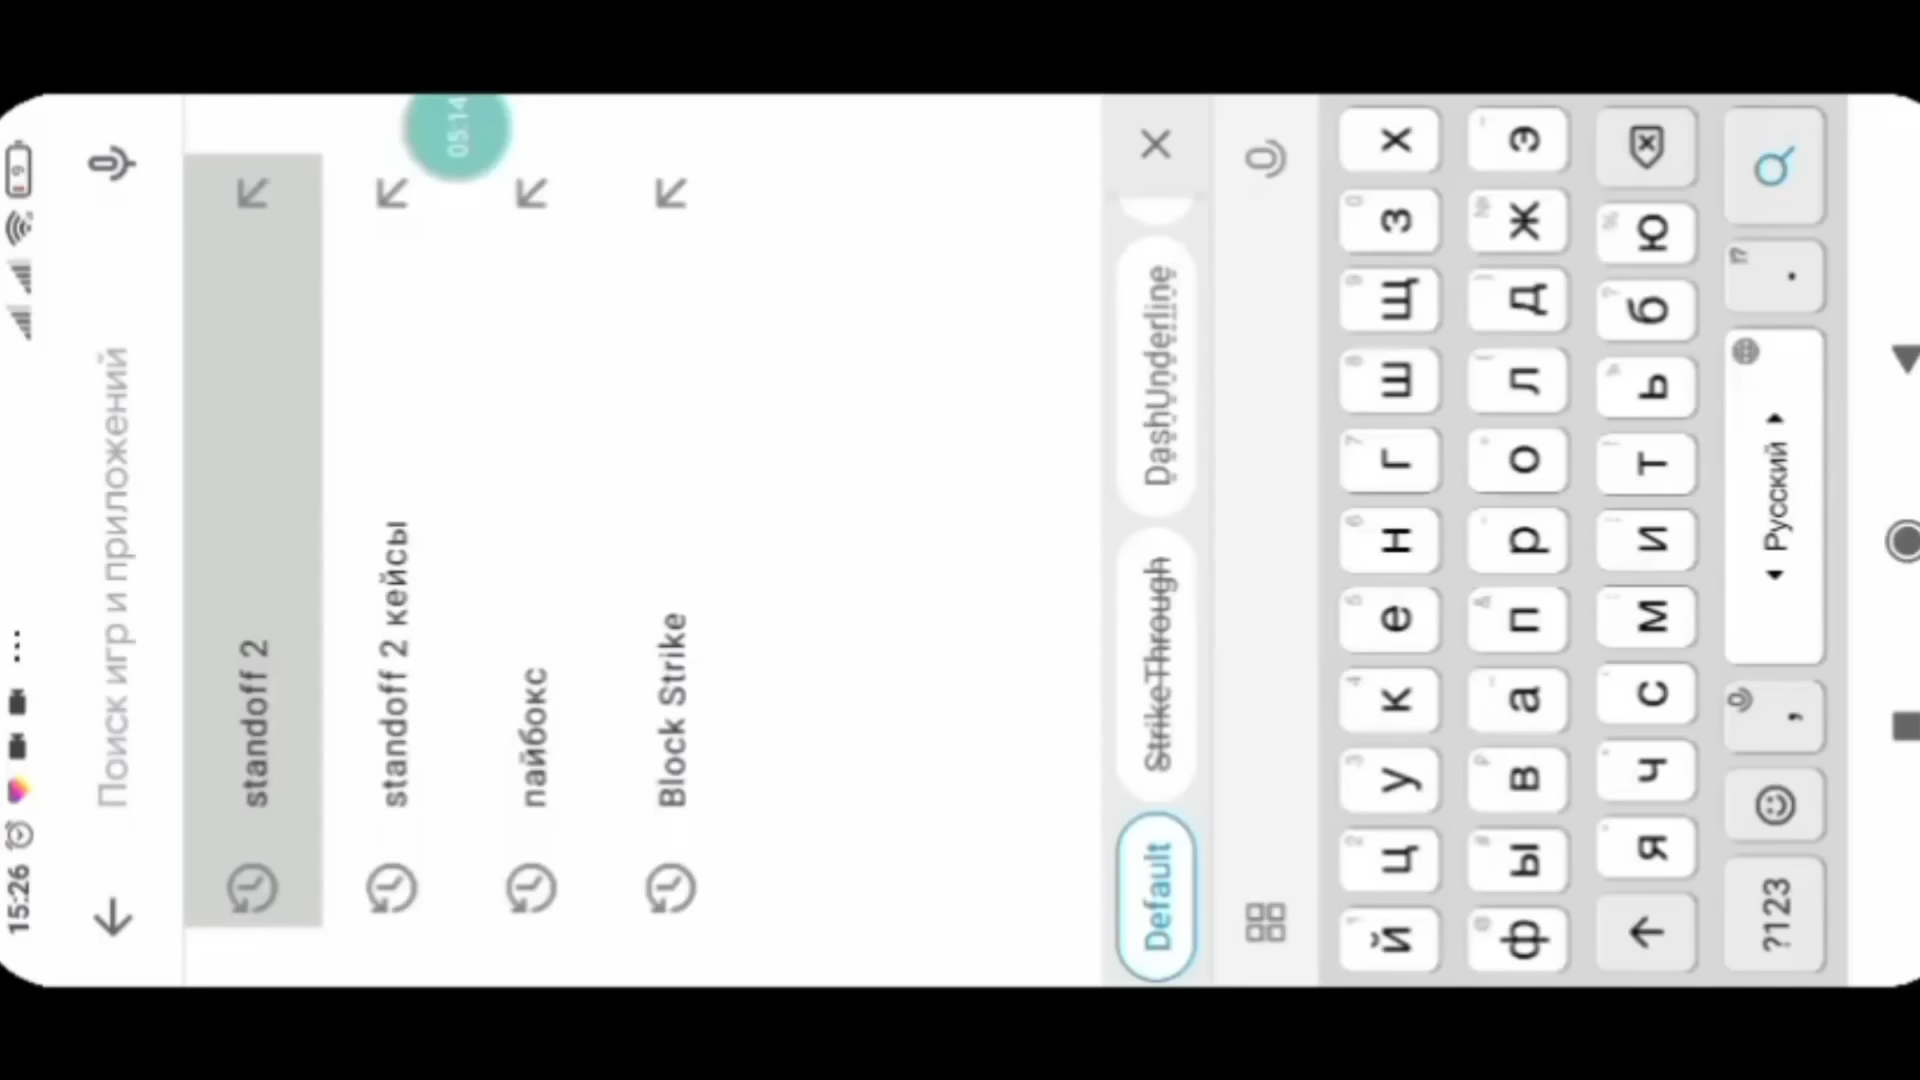 15:26 ... 9
Поиск игр и приложений
05:14
standoff 2
standoff 2 кейсы
пайбокс
Block Strike
Default StrikeThrough DashUnderline
й ц у к е н г ш щ з х
ф ы в а п р о л д ж э
я ч с м и т ь б ю
?123 , Русский .